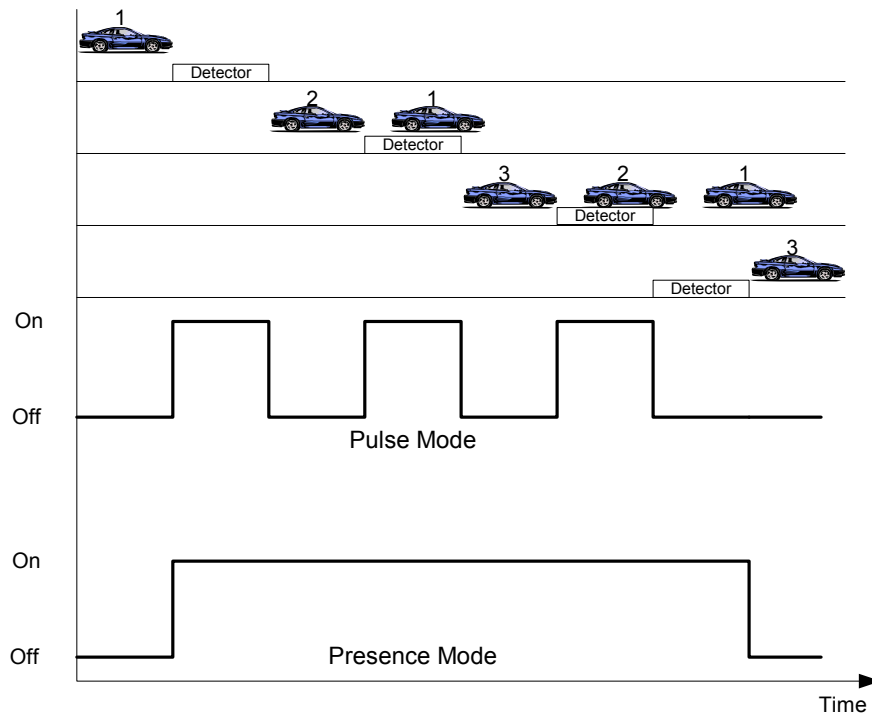 1
Detector
2 1
Detector
3 2 1
Detector
3
Detector
On
Off
Pulse Mode
On
Off
Presence Mode
Time